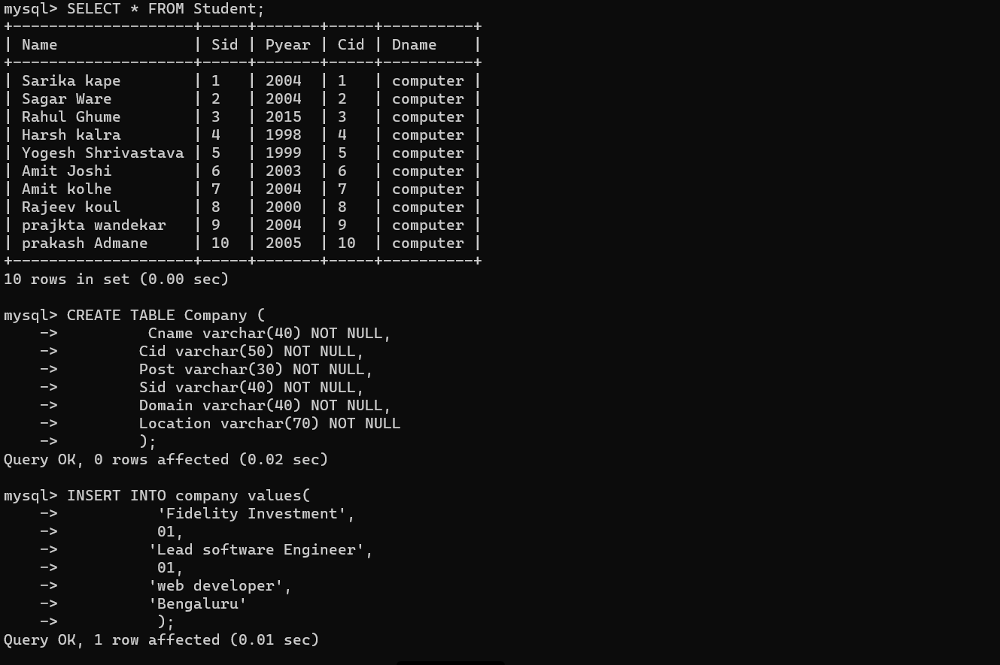 mysql> SELECT * FROM Student;
+--------------------+-----+-------+-----+----------+
| Name               | Sid | Pyear | Cid | Dname    |
+--------------------+-----+-------+-----+----------+
| Sarika kape        | 1   | 2004  | 1   | computer |
| Sagar Ware         | 2   | 2004  | 2   | computer |
| Rahul Ghume        | 3   | 2015  | 3   | computer |
| Harsh kalra        | 4   | 1998  | 4   | computer |
| Yogesh Shrivastava | 5   | 1999  | 5   | computer |
| Amit Joshi         | 6   | 2003  | 6   | computer |
| Amit kolhe         | 7   | 2004  | 7   | computer |
| Rajeev koul        | 8   | 2000  | 8   | computer |
| prajkta wandekar   | 9   | 2004  | 9   | computer |
| prakash Admane     | 10  | 2005  | 10  | computer |
+--------------------+-----+-------+-----+----------+
10 rows in set (0.00 sec)

mysql> CREATE TABLE Company (
    ->          Cname varchar(40) NOT NULL,
    ->         Cid varchar(50) NOT NULL,
    ->         Post varchar(30) NOT NULL,
    ->         Sid varchar(40) NOT NULL,
    ->         Domain varchar(40) NOT NULL,
    ->         Location varchar(70) NOT NULL
    ->         );
Query OK, 0 rows affected (0.02 sec)

mysql> INSERT INTO company values(
    ->           'Fidelity Investment',
    ->           01,
    ->          'Lead software Engineer',
    ->           01,
    ->          'web developer',
    ->          'Bengaluru'
    ->           );
Query OK, 1 row affected (0.01 sec)